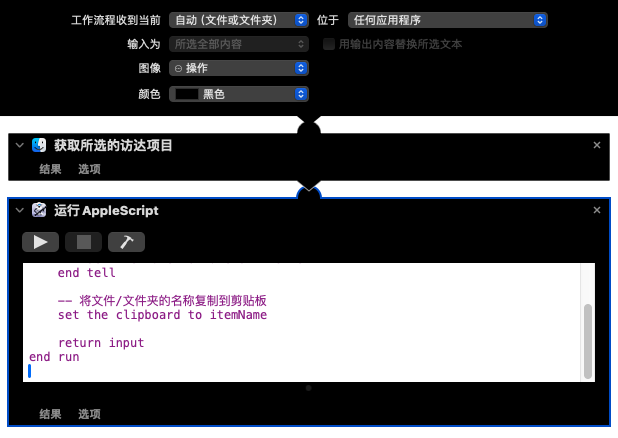 工作流程收到当前 自动 (文件或文件夹) 位于 任何应用程序
输入为 所选全部内容 用输出内容替换所选文本
图像 操作
颜色 黑色
获取所选的访达项目
结果 选项
运行 AppleScript
end tell
-- 将文件/文件夹的名称复制到剪贴板
set the clipboard to itemName
return input
end run
结果 选项